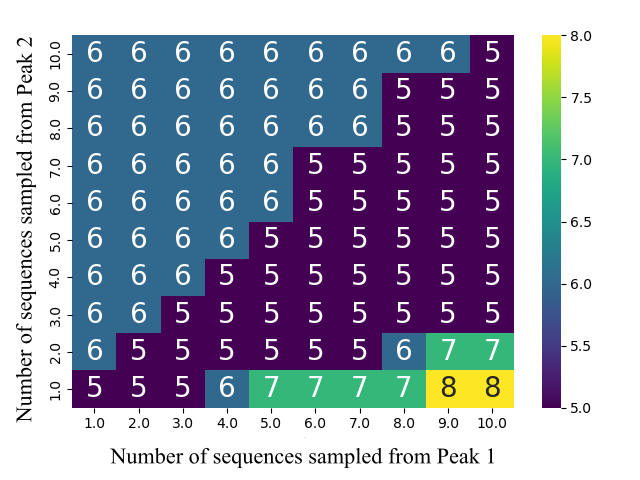 Number of sequences sampled from Peak 2
10.0 6 6 6 6 6 6 6 6 6 5
9.0 6 6 6 6 6 6 6 5 5 5
8.0 6 6 6 6 6 6 6 5 5 5
7.0 6 6 6 6 6 5 5 5 5 5
6.0 6 6 6 6 6 5 5 5 5 5
5.0 6 6 6 6 5 5 5 5 5 5
4.0 6 6 6 5 5 5 5 5 5 5
3.0 6 6 5 5 5 5 5 5 5 5
2.0 6 5 5 5 5 5 5 6 7 7
1.0 5 5 5 6 7 7 7 7 8 8
1.0 2.0 3.0 4.0 5.0 6.0 7.0 8.0 9.0 10.0
Number of sequences sampled from Peak 1
8.0
7.5
7.0
6.5
6.0
5.5
5.0